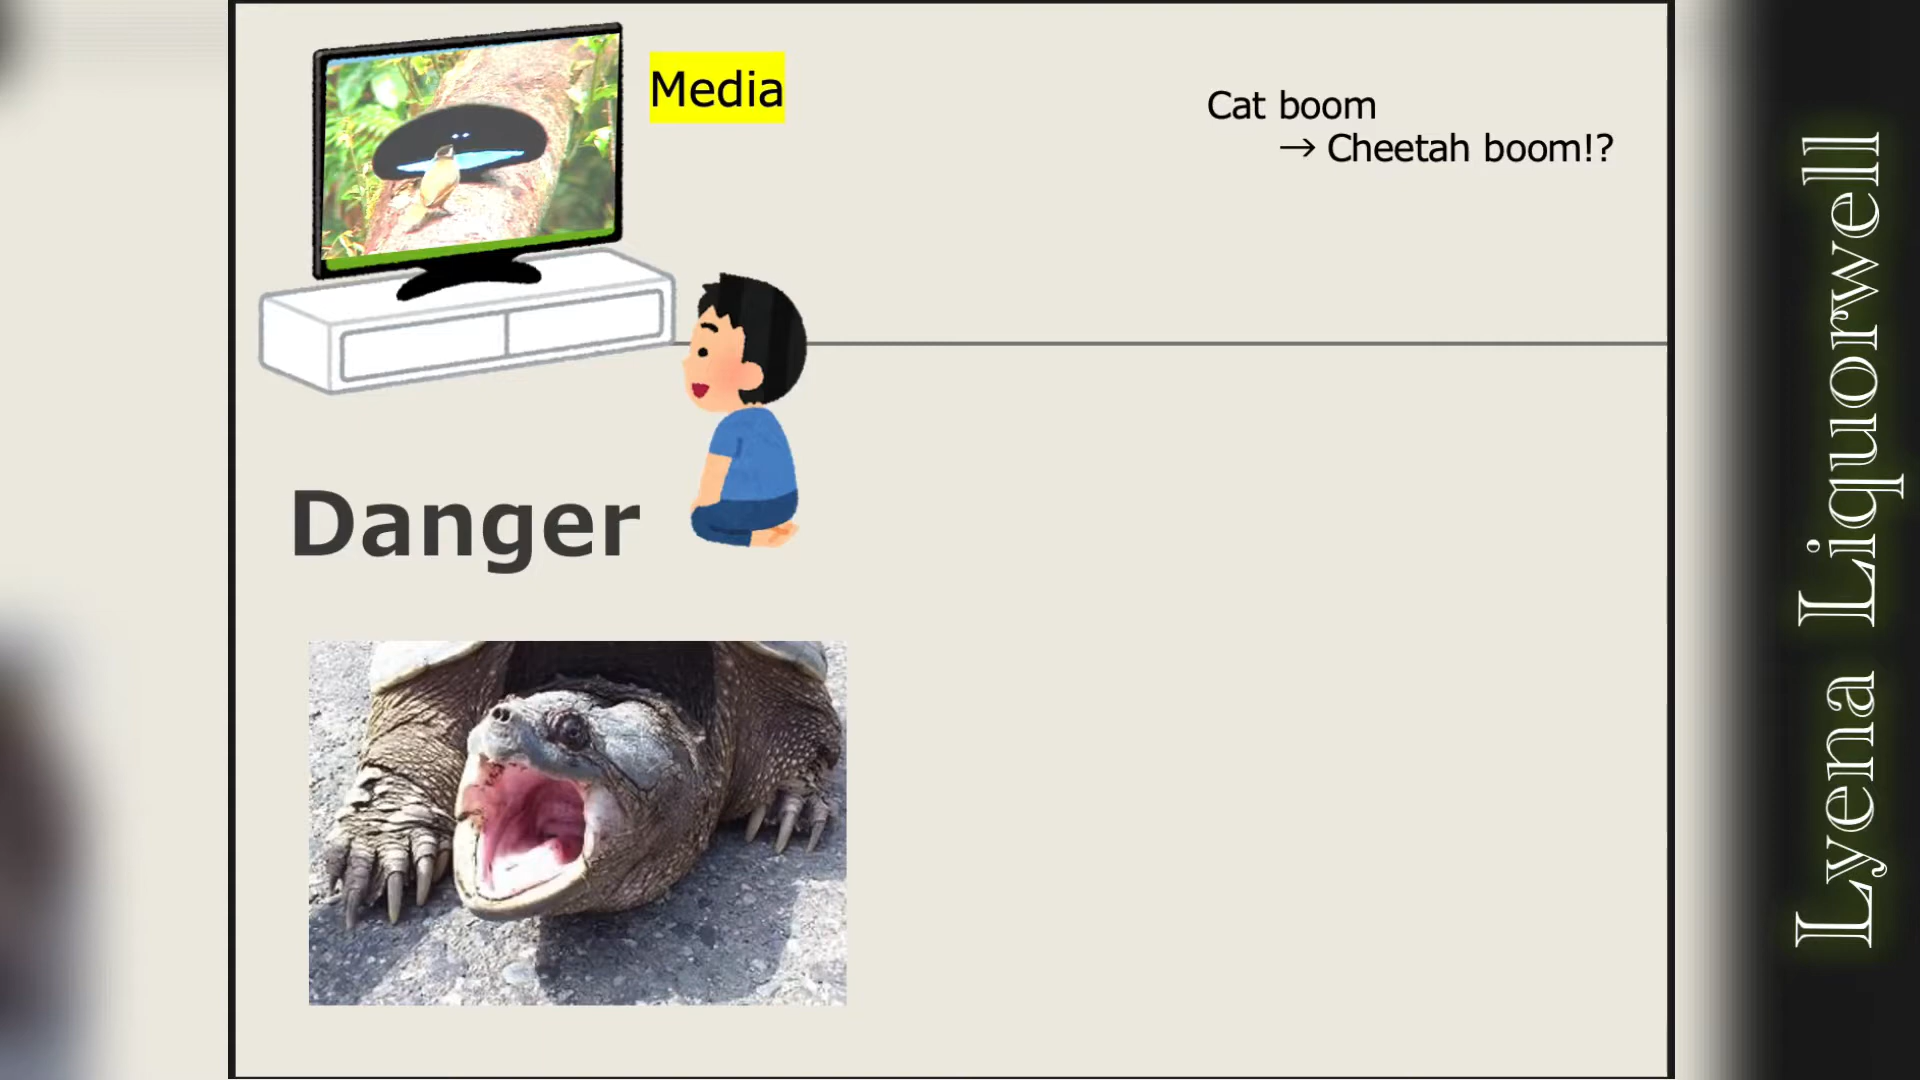 Media
Cat boom
→ Cheetah boom!?
Danger
Lyena Liquorwell